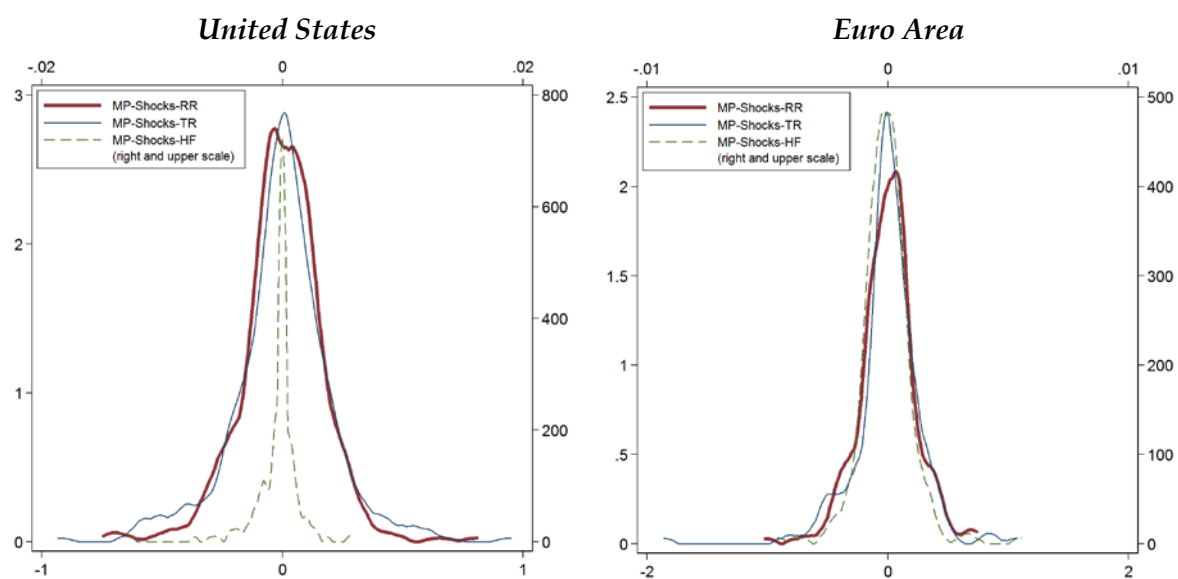 United States
Euro Area
-.02 0 .02
-.01 0 .01
3
2
1
0
800
600
400
200
0
MP-Shocks-RR
MP-Shocks-TR
MP-Shocks-HF
(right and upper scale)
-1 0 1
2.5
2
1.5
1
.5
0
500
400
300
200
100
0
MP-Shocks-RR
MP-Shocks-TR
MP-Shocks-HF
(right and upper scale)
-2 0 2